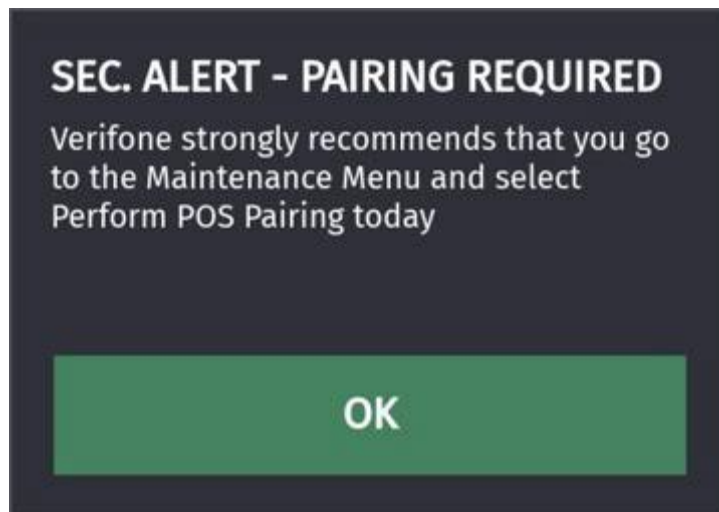 SEC. ALERT - PAIRING REQUIRED
Verifone strongly recommends that you go
to the Maintenance Menu and select
Perform POS Pairing today
OK